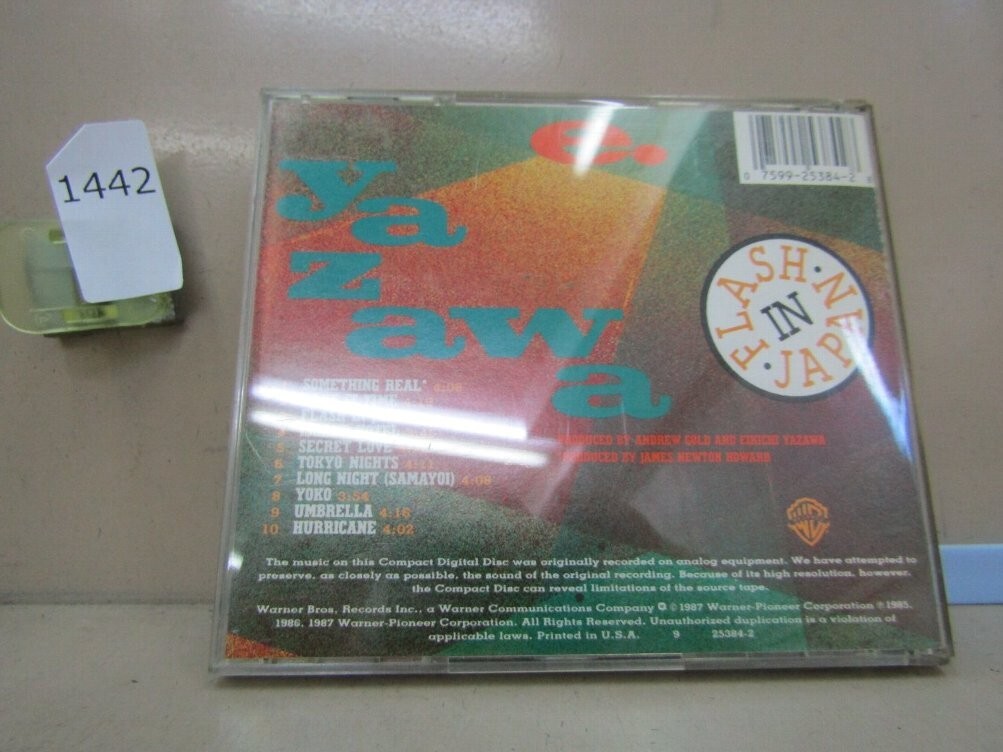 1442
e.
ya
z
aw
a
0 7599-25384-2
FLASH · IN · JAPAN
SOMETHING REAL* 4:08
SECRET LOVE
6 TOKYO NIGHTS 4:11
7 LONG NIGHT (SAMAYOI) 4:08
8 YOKO 3:54
9 UMBRELLA 4:16
10 HURRICANE 4:02
PRODUCED BY ANDREW GOLD AND EIKICHI YAZAWA
*PRODUCED BY JAMES NEWTON HOWARD
The music on this Compact Digital Disc was originally recorded on analog equipment. We have attempted to
preserve, as closely as possible, the sound of the original recording. Because of its high resolution, however,
the Compact Disc can reveal limitations of the source tape.
Warner Bros. Records Inc., a Warner Communications Company ℗ © 1987 Warner-Pioneer Corporation ℗ 1985,
1986, 1987 Warner-Pioneer Corporation. All Rights Reserved. Unauthorized duplication is a violation of
applicable laws. Printed in U.S.A. 9 25384-2